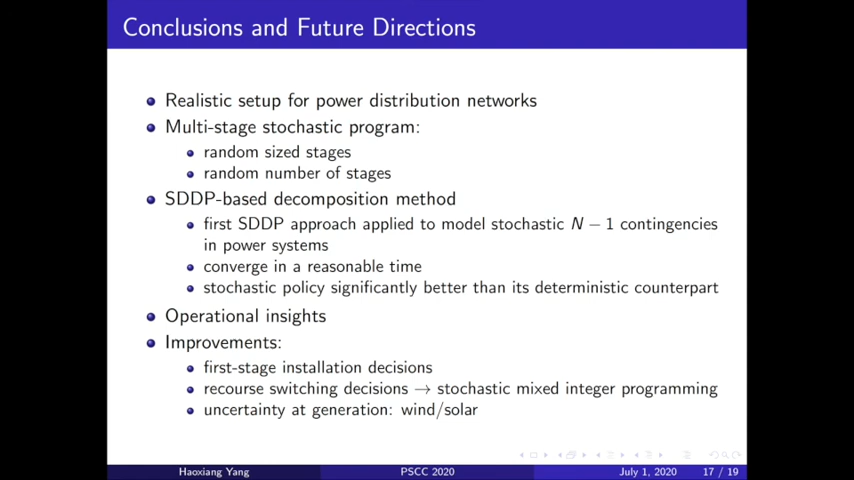 Conclusions and Future Directions
Realistic setup for power distribution networks
Multi-stage stochastic program:
random sized stages
random number of stages
SDDP-based decomposition method
first SDDP approach applied to model stochastic N − 1 contingencies
in power systems
converge in a reasonable time
stochastic policy significantly better than its deterministic counterpart
Operational insights
Improvements:
first-stage installation decisions
recourse switching decisions → stochastic mixed integer programming
uncertainty at generation: wind/solar
Haoxiang Yang PSCC 2020 July 1, 2020 17 / 19